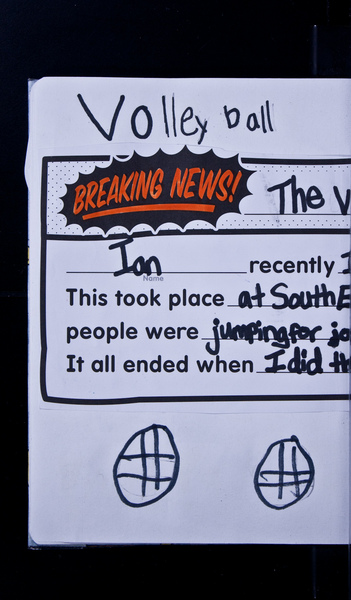 Volley ball
BREAKING NEWS!
The
Ian recently
Name
This took place at South
people were jumping for
It all ended when I did